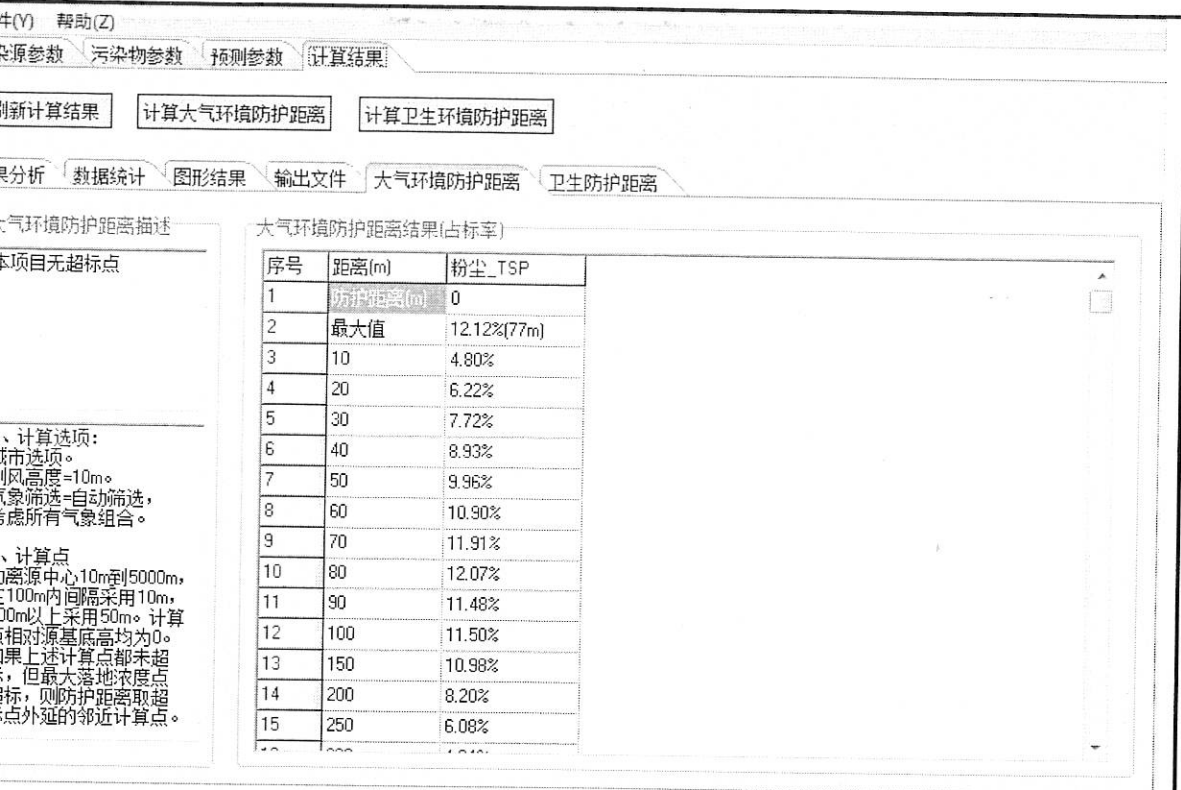 件(Y) 帮助(Z)
染源参数 污染物参数 预测参数 计算结果
刷新计算结果 计算大气环境防护距离 计算卫生环境防护距离
果分析 数据统计 图形结果 输出文件 大气环境防护距离 卫生防护距离
大气环境防护距离描述
本项目无超标点
、计算选项:
城市选项。
测风高度=10m。
气象筛选=自动筛选,
考虑所有气象组合。
、计算点
为离源中心10m到5000m,
在100m内间隔采用10m,
100m以上采用50m。计算
点相对源基底高均为0。
如果上述计算点都未超
标,但最大落地浓度点
超标,则防护距离取超
标点外延的邻近计算点。
大气环境防护距离结果(占标率)
序号 距离(m) 粉尘_TSP
1 防护距离(m) 0
2 最大值 12.12%(77m)
3 10 4.80%
4 20 6.22%
5 30 7.72%
6 40 8.93%
7 50 9.96%
8 60 10.90%
9 70 11.91%
10 80 12.07%
11 90 11.48%
12 100 11.50%
13 150 10.98%
14 200 8.20%
15 250 6.08%